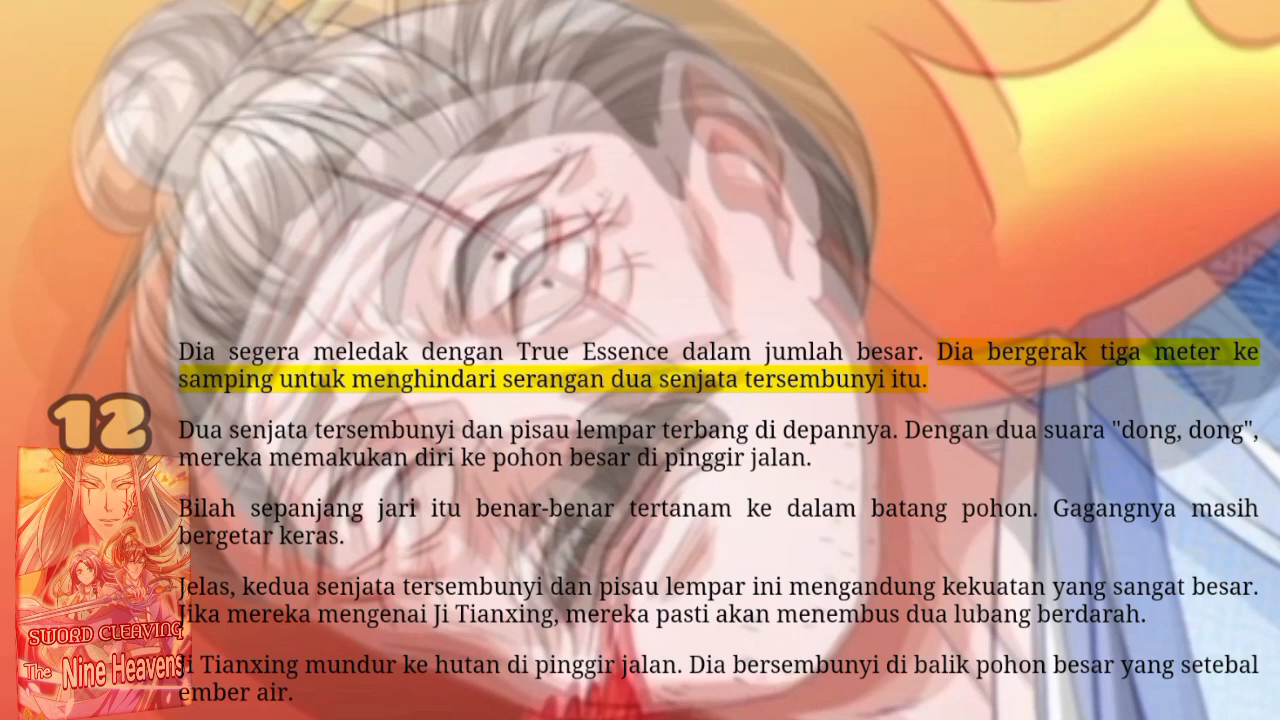 Dia segera meledak dengan True Essence dalam jumlah besar. Dia bergerak tiga meter ke
samping untuk menghindari serangan dua senjata tersembunyi itu.
Dua senjata tersembunyi dan pisau lempar terbang di depannya. Dengan dua suara "dong, dong",
mereka memakukan diri ke pohon besar di pinggir jalan.
Bilah sepanjang jari itu benar-benar tertanam ke dalam batang pohon. Gagangnya masih
bergetar keras.
Jelas, kedua senjata tersembunyi dan pisau lempar ini mengandung kekuatan yang sangat besar.
Jika mereka mengenai Ji Tianxing, mereka pasti akan menembus dua lubang berdarah.
Ji Tianxing mundur ke hutan di pinggir jalan. Dia bersembunyi di balik pohon besar yang setebal
ember air.
12
SWORD CLEAVING
The Nine Heavens